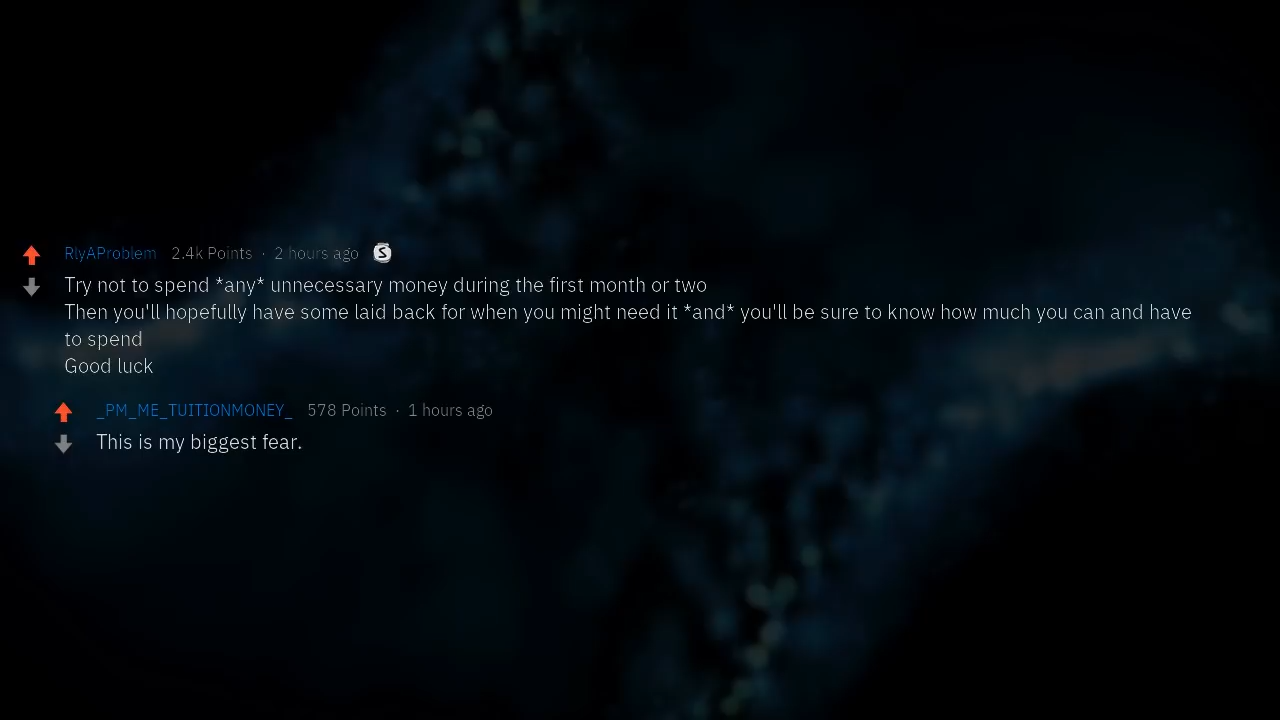 RlyAProblem 2.4k Points · 2 hours ago S
Try not to spend *any* unnecessary money during the first month or two
Then you'll hopefully have some laid back for when you might need it *and* you'll be sure to know how much you can and have
to spend
Good luck
_PM_ME_TUITIONMONEY_ 578 Points · 1 hours ago
This is my biggest fear.